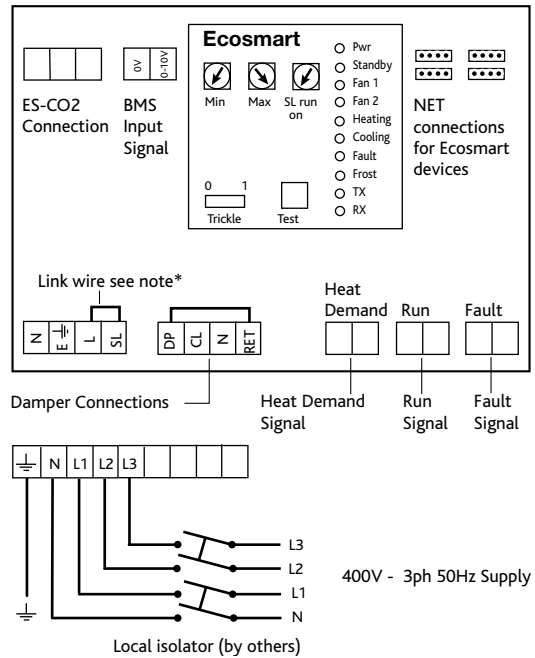 Ecosmart
Pwr
Standby
Fan 1
Fan 2
Heating
Cooling
Fault
Frost
TX
RX
Min
Max
SL run
on
0 1
Trickle
Test
0V
0-10V
ES-CO2
Connection
BMS
Input
Signal
NET
connections
for Ecosmart
devices
Link wire see note*
N
E
L
SL
DP
CL
N
RET
Heat
Demand
Run
Fault
Damper Connections
Heat Demand
Signal
Run
Signal
Fault
Signal
N L1 L2 L3
L3
L2
L1
N
400V - 3ph 50Hz Supply
Local isolator (by others)